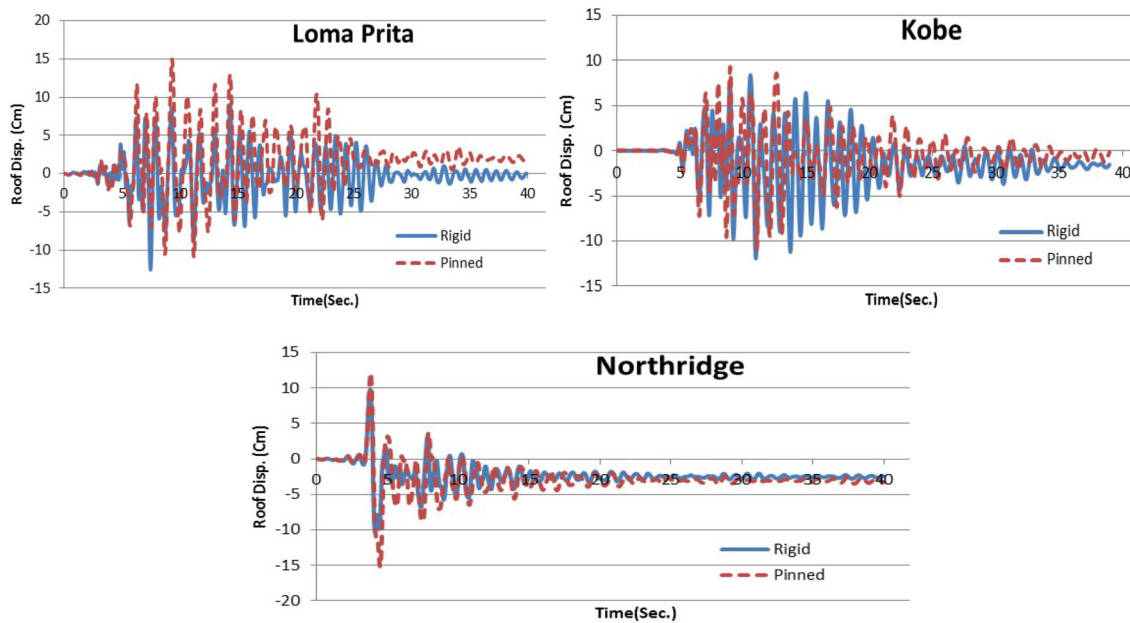 Loma Prita
20
15
10
5
0
-5
-10
-15
Roof Disp. (Cm)
0 5 10 15 20 25 30 35 40
Rigid
Pinned
Time(Sec.)
Kobe
15
10
5
0
-5
-10
-15
Roof Disp. (Cm)
0 5 10 15 20 25 30 35 40
Rigid
Pinned
Time(Sec.)
Northridge
15
10
5
0
-5
-10
-15
-20
Roof Disp. (Cm)
0 5 10 15 20 25 30 35 40
Rigid
Pinned
Time(Sec.)